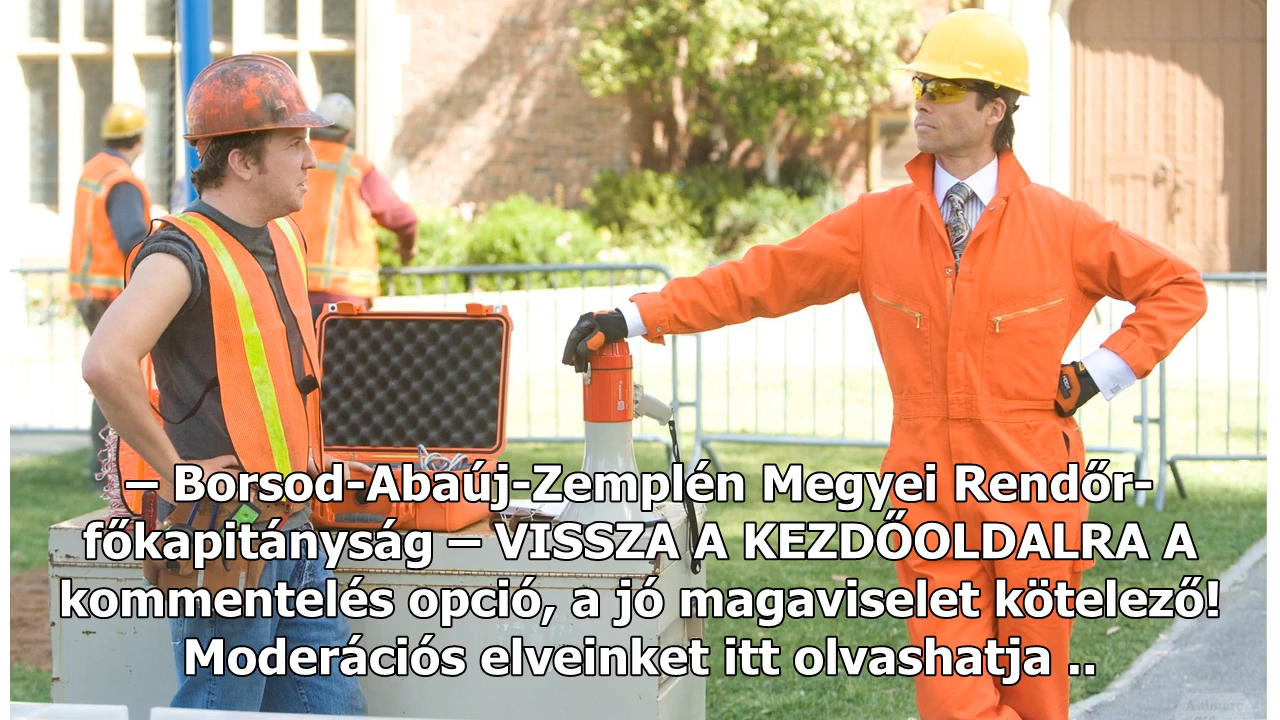 – Borsod-Abaúj-Zemplén Megyei Rendőr-
főkapitányság – VISSZA A KEZDŐOLDALRA A
kommentelés opció, a jó magaviselet kötelező!
Moderációs elveinket itt olvashatja ..